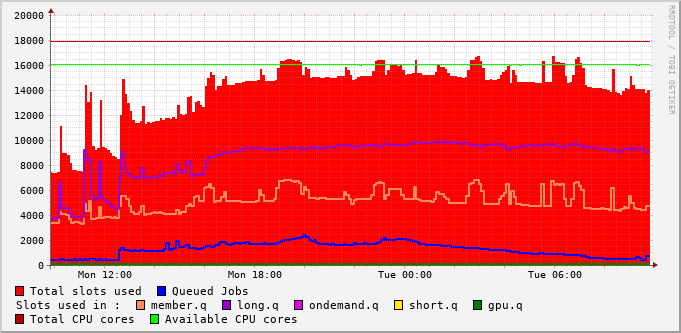 20000
18000
16000
14000
12000
10000
8000
6000
4000
2000
0
Mon 12:00 Mon 18:00 Tue 00:00 Tue 06:00
Total slots used Queued Jobs
Slots used in : member.q long.q ondemand.q short.q gpu.q
Total CPU cores Available CPU cores
RRDTOOL / TOBI OETIKER